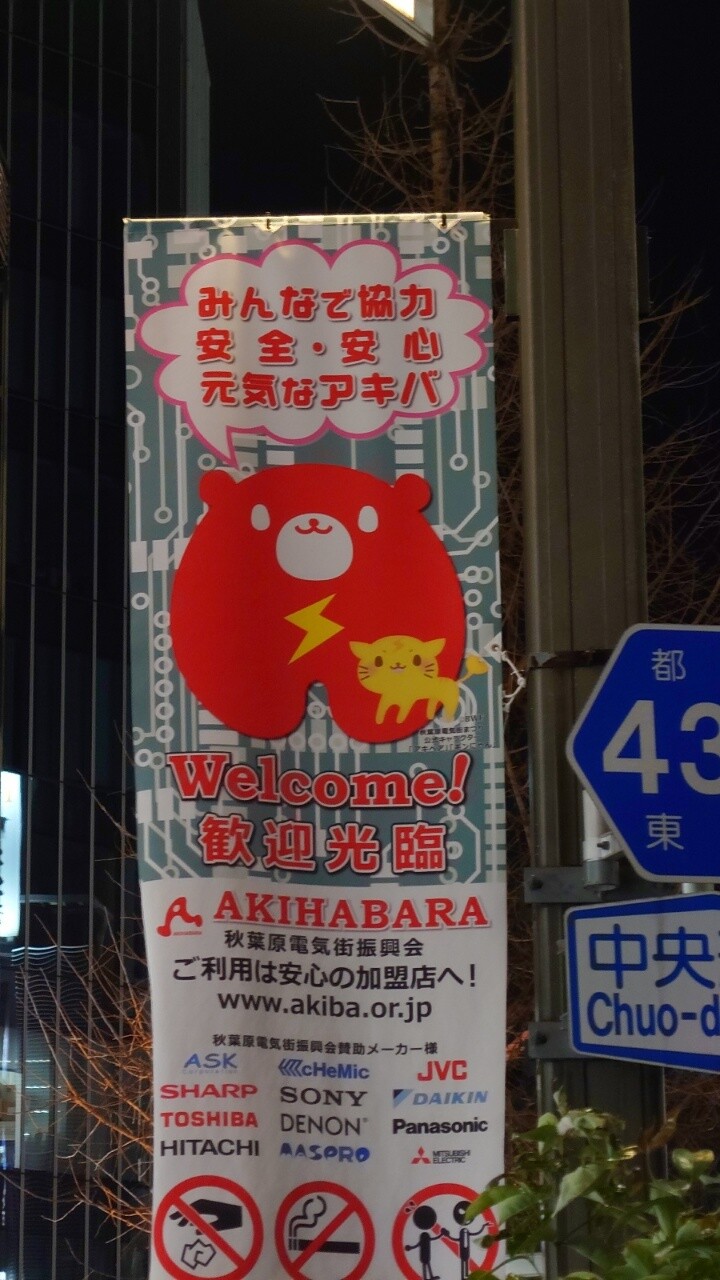 みんなで協力
安全・安心
元気なアキバ
Welcome!
歓迎光臨
AKIHABARA
秋葉原電気街振興会
ご利用は安心の加盟店へ!
www.akiba.or.jp
秋葉原電気街振興会賛助メーカー様
ASK cHeMic JVC
SHARP SONY DAIKIN
TOSHIBA DENON Panasonic
HITACHI MASPRO MITSUBISHI ELECTRIC
都
43
東
中央
Chuo-d